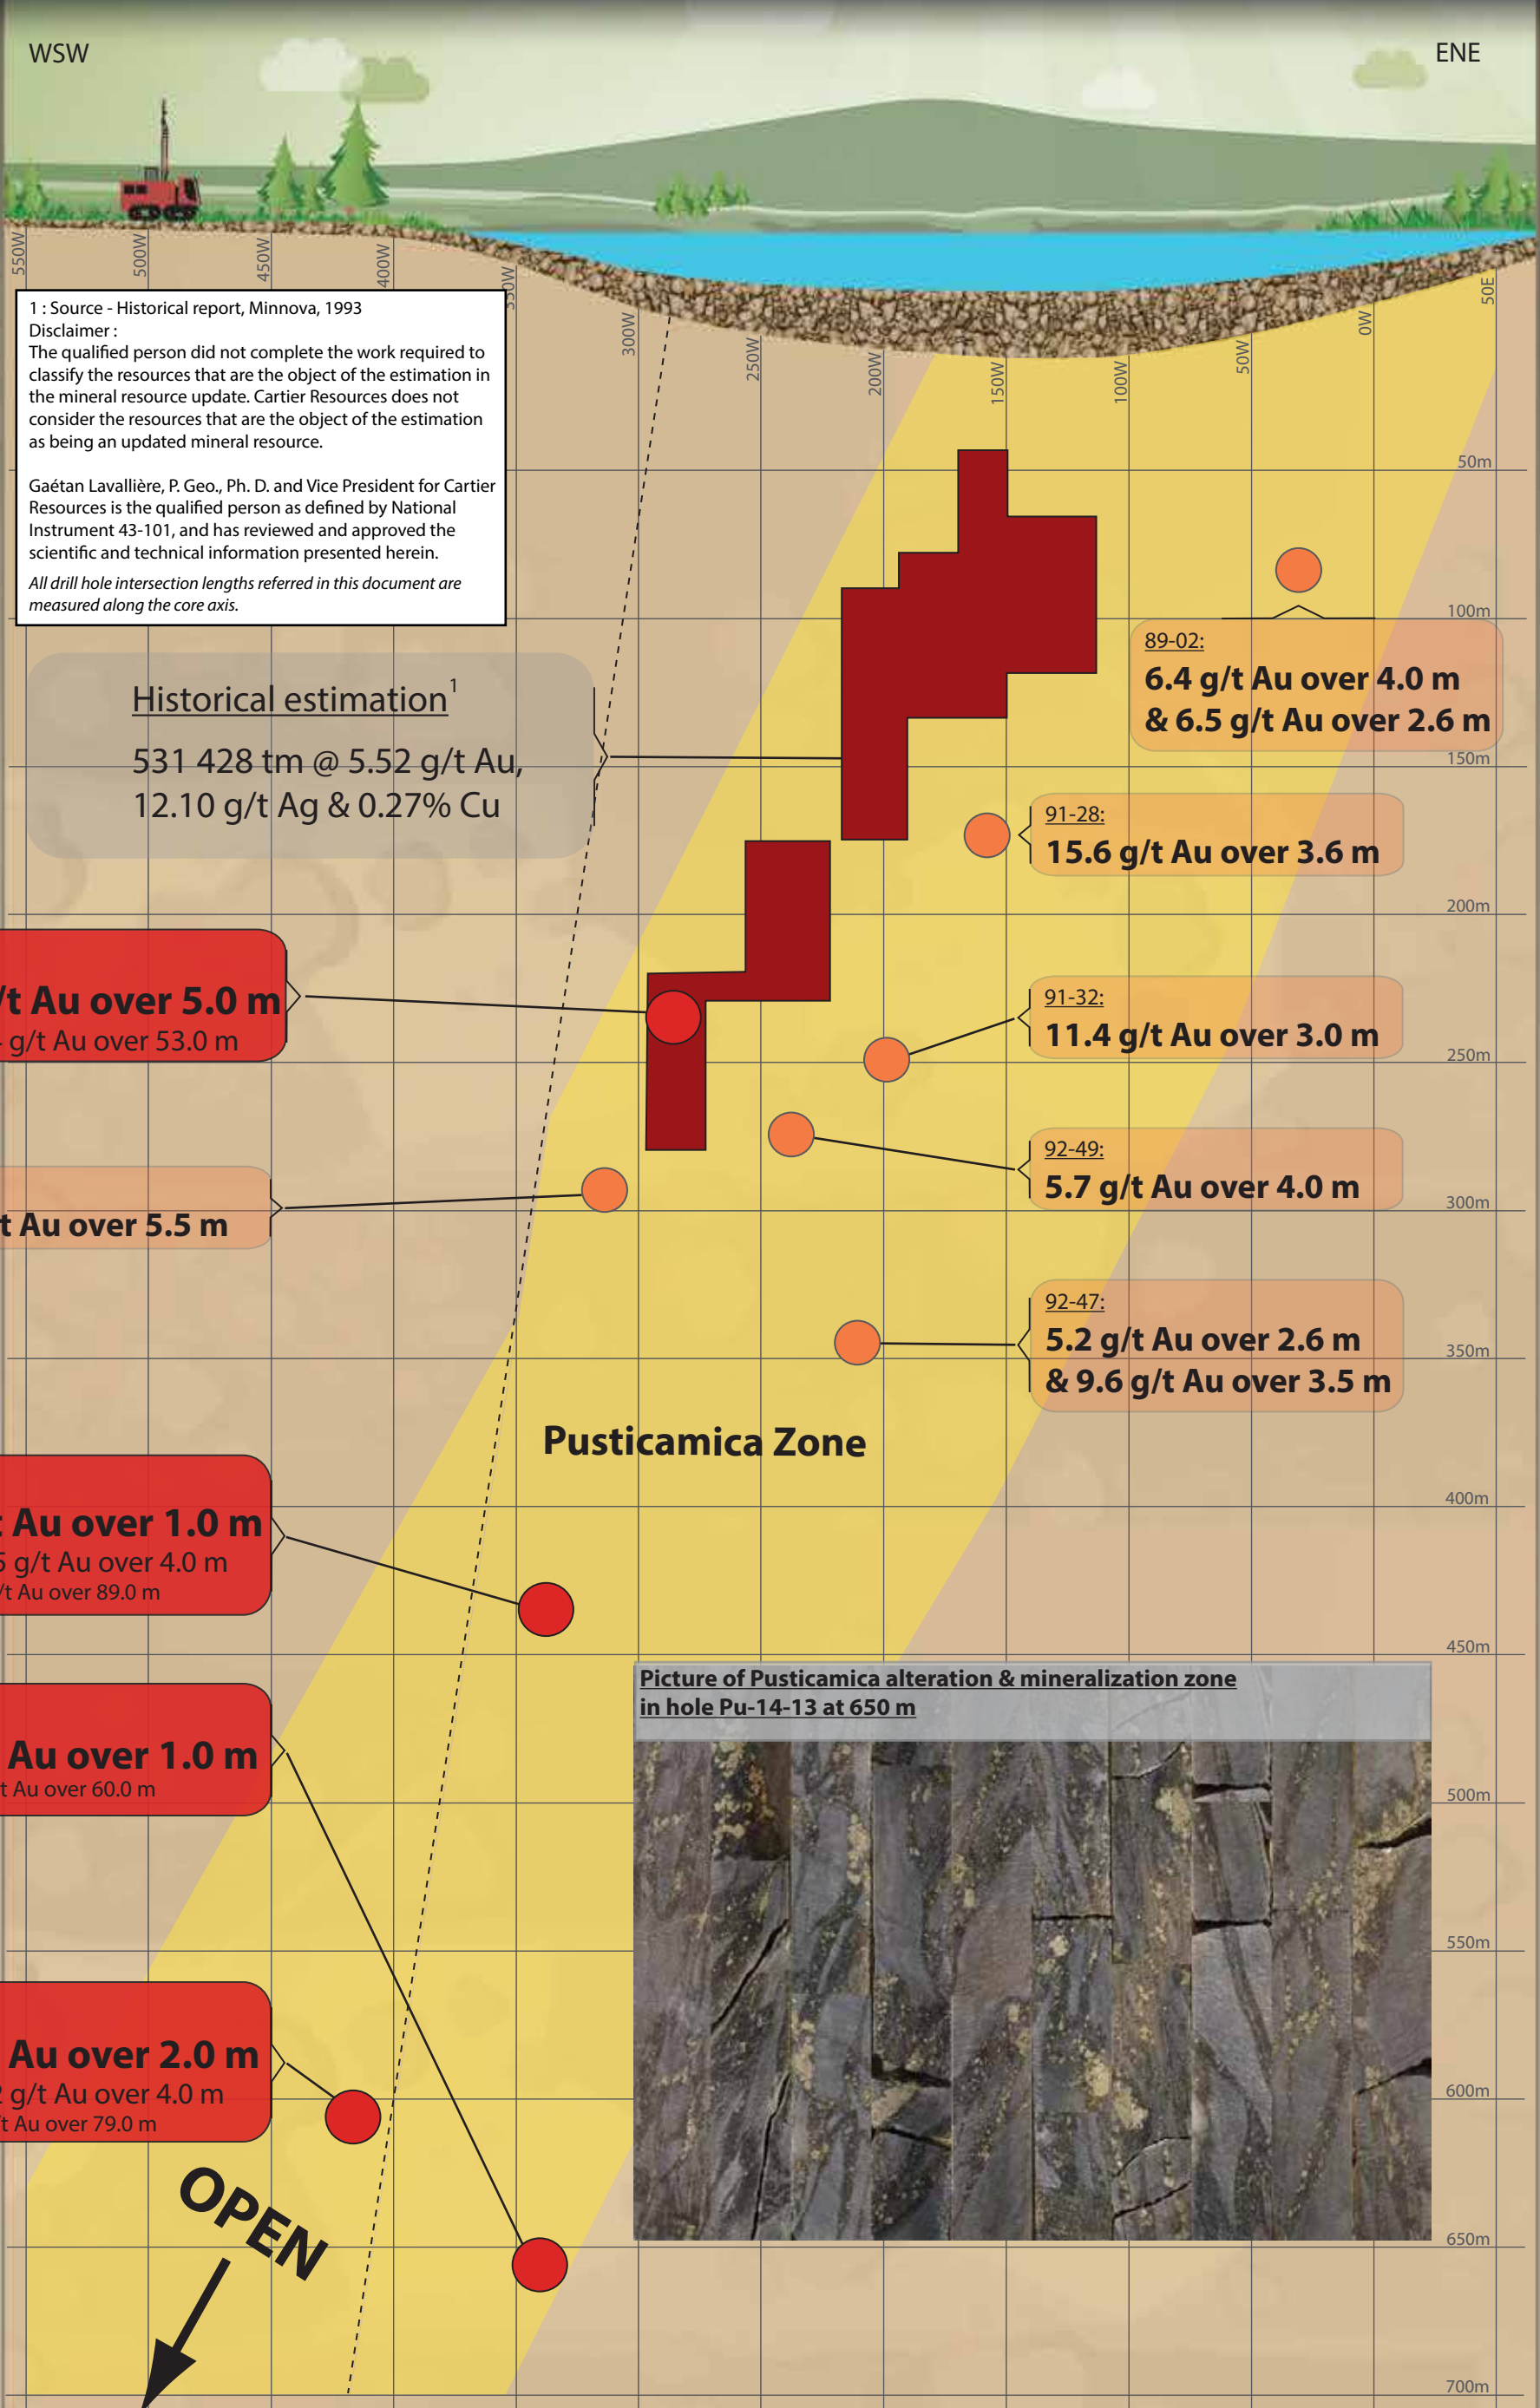 WSW
ENE
550W
500W
450W
400W
300W
250W
200W
150W
100W
50W
0W
50E
1 : Source - Historical report, Minnova, 1993
Disclaimer :
The qualified person did not complete the work required to
classify the resources that are the object of the estimation in
the mineral resource update. Cartier Resources does not
consider the resources that are the object of the estimation
as being an updated mineral resource.
Gaétan Lavallière, P. Geo., Ph. D. and Vice President for Cartier
Resources is the qualified person as defined by National
Instrument 43-101, and has reviewed and approved the
scientific and technical information presented herein.
All drill hole intersection lengths referred in this document are
measured along the core axis.
50m
100m
89-02:
6.4 g/t Au over 4.0 m
& 6.5 g/t Au over 2.6 m
Historical estimation1
531 428 tm @ 5.52 g/t Au,
12.10 g/t Ag & 0.27% Cu
150m
91-28:
15.6 g/t Au over 3.6 m
200m
/t Au over 5.0 m
g/t Au over 53.0 m
91-32:
11.4 g/t Au over 3.0 m
250m
92-49:
5.7 g/t Au over 4.0 m
300m
t Au over 5.5 m
92-47:
5.2 g/t Au over 2.6 m
& 9.6 g/t Au over 3.5 m
350m
Pusticamica Zone
400m
Au over 1.0 m
5 g/t Au over 4.0 m
/t Au over 89.0 m
450m
Picture of Pusticamica alteration & mineralization zone
in hole Pu-14-13 at 650 m
Au over 1.0 m
t Au over 60.0 m
500m
550m
Au over 2.0 m
2 g/t Au over 4.0 m
/t Au over 79.0 m
600m
OPEN
650m
700m